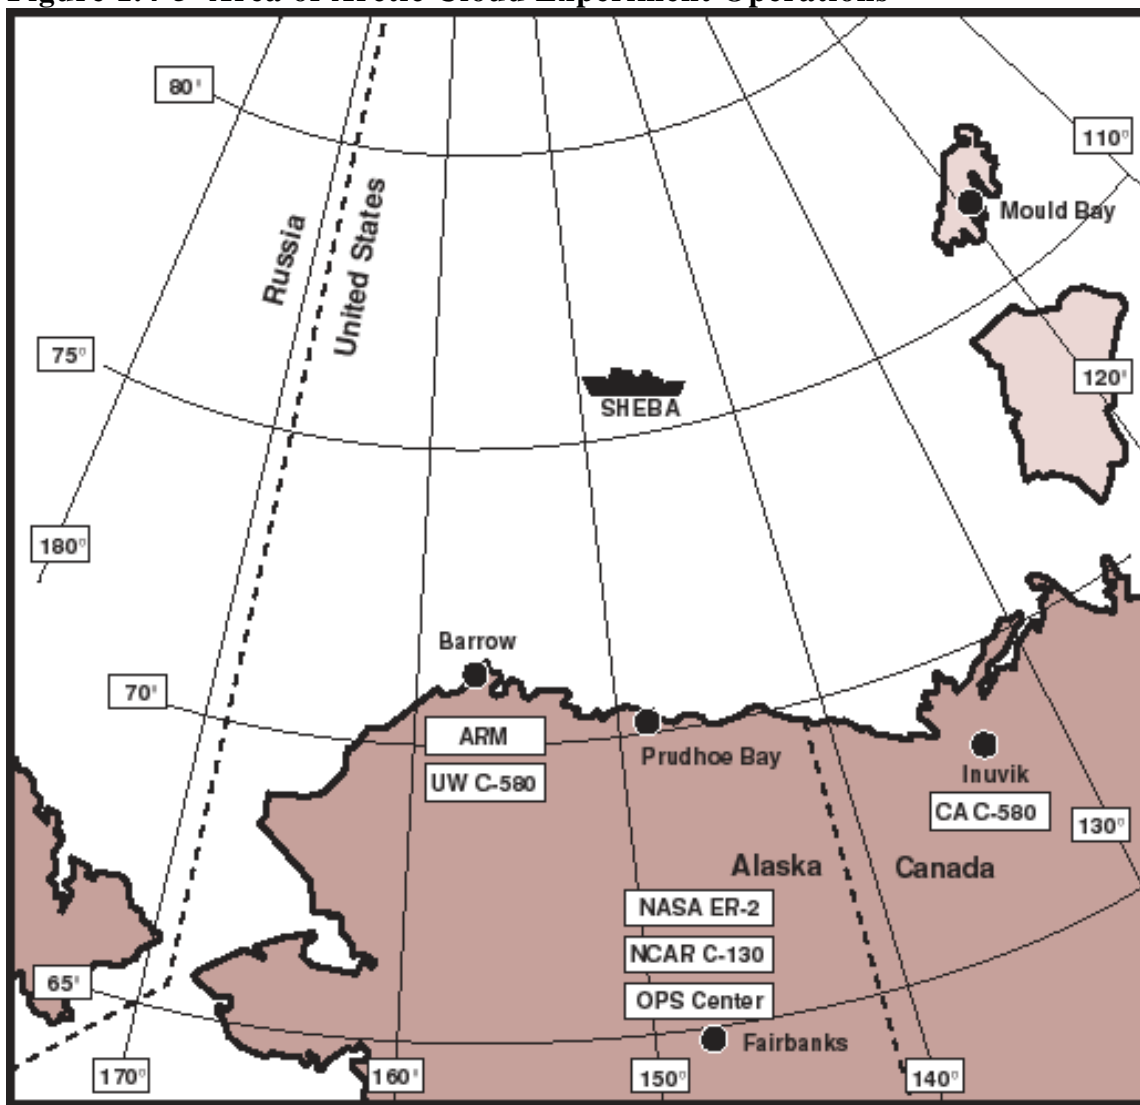 Figure 1.4-3 Area of Arctic Cloud Experiment Operations
80°
110°
Mould Bay
Russia
United States
75°
120°
SHEBA
180°
Barrow
70°
ARM
Prudhoe Bay
UW C-580
Inuvik
CA C-580
130°
Alaska
Canada
NASA ER-2
NCAR C-130
65°
OPS Center
Fairbanks
170°
160°
150°
140°